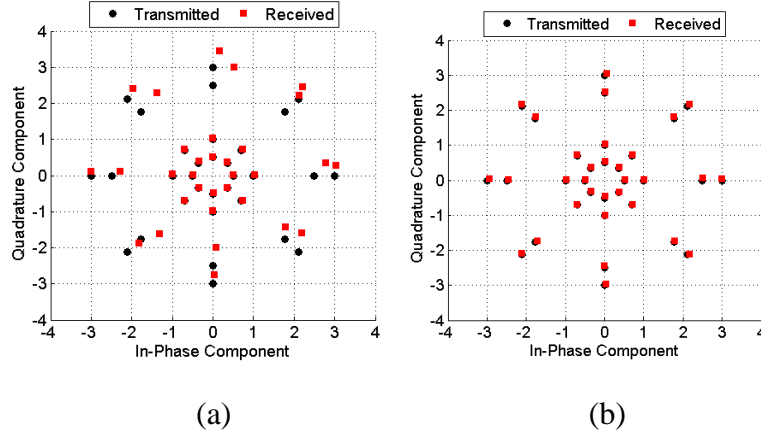 Transmitted Received
4
3
2
1
0
-1
-2
-3
-4
Quadrature Component
-4 -3 -2 -1 0 1 2 3 4
In-Phase Component
(a)
Transmitted Received
4
3
2
1
0
-1
-2
-3
-4
Quadrature Component
-4 -3 -2 -1 0 1 2 3 4
In-Phase Component
(b)